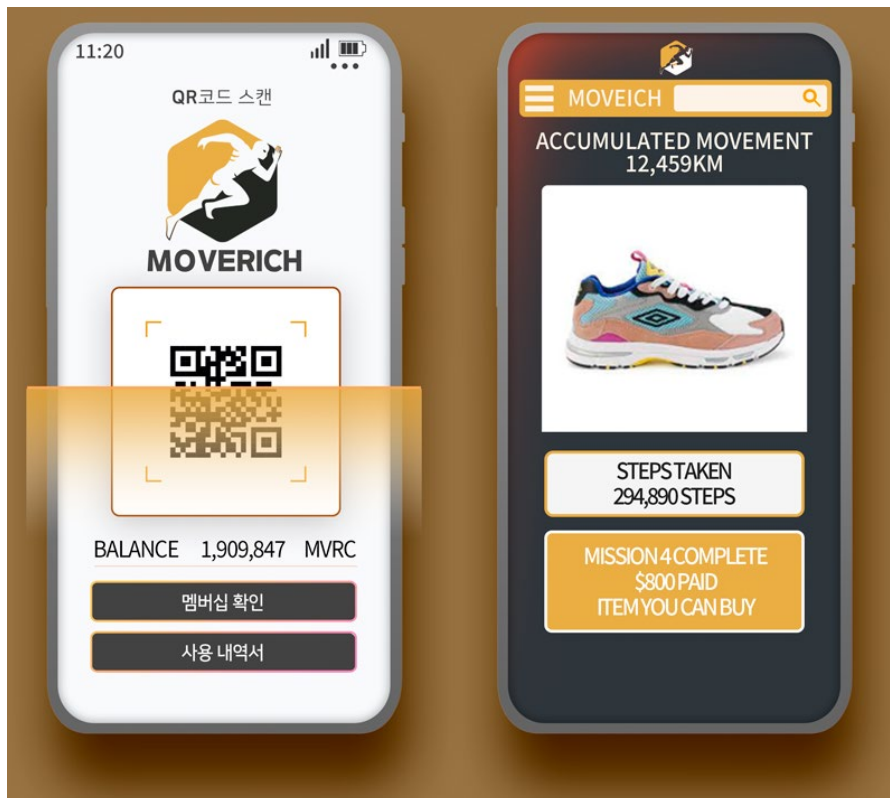 11:20
QR코드 스캔
MOVERICH
BALANCE 1,909,847 MVRC
멤버십 확인
사용 내역서
MOVEICH
ACCUMULATED MOVEMENT
12,459KM
STEPS TAKEN
294,890 STEPS
MISSION 4 COMPLETE
$800 PAID
ITEM YOU CAN BUY